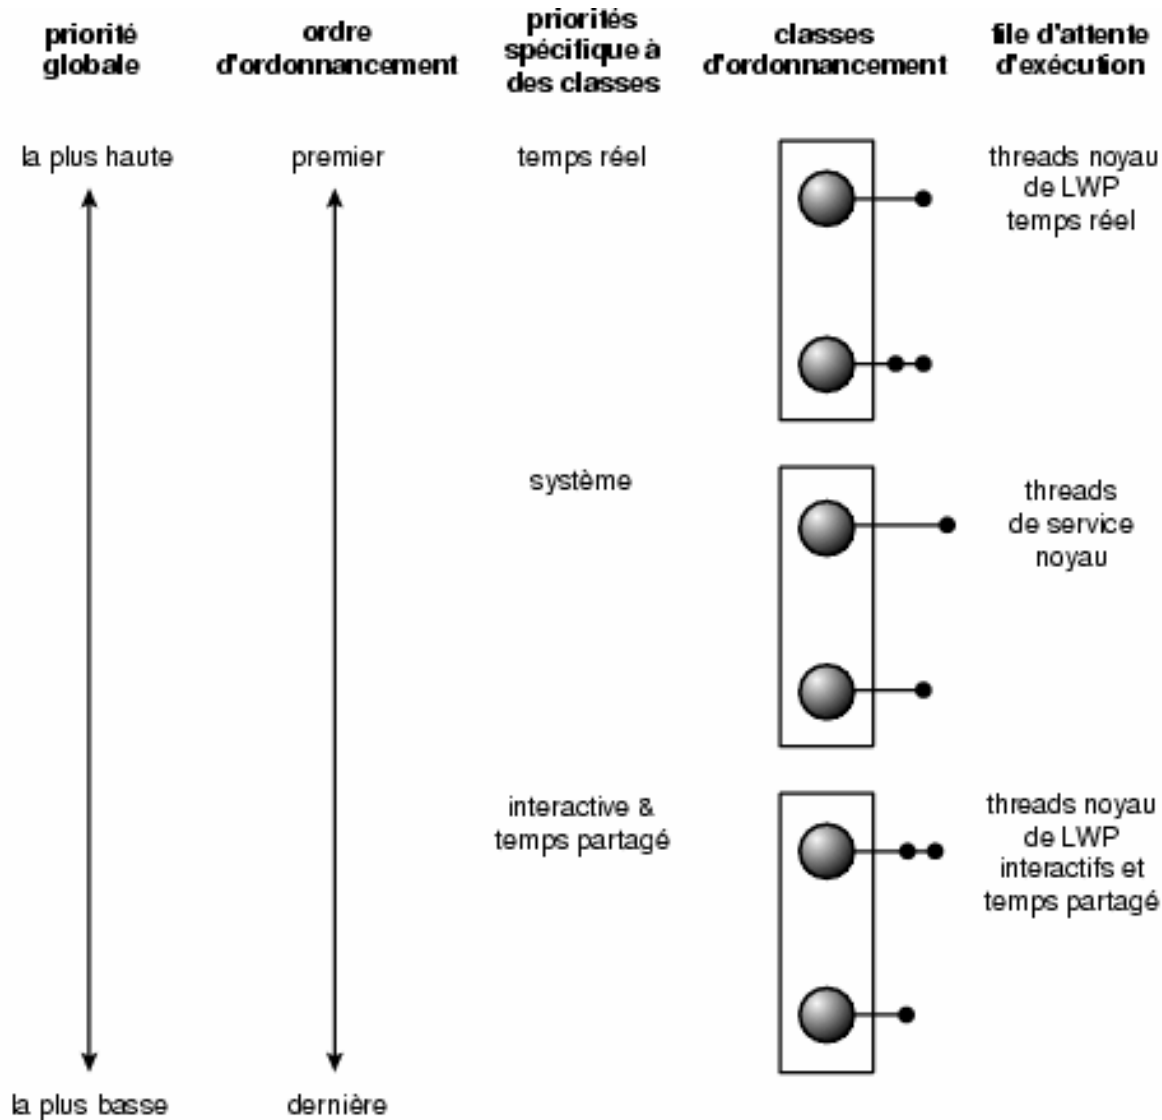 priorité
globale
ordre
d'ordonnancement
priorités
spécifique à
des classes
classes
d'ordonnancement
file d'attente
d'exécution
la plus haute
premier
temps réel
threads noyau
de LWP
temps réel
système
threads
de service
noyau
interactive &
temps partagé
threads noyau
de LWP
interactifs et
temps partagé
la plus basse
dernière